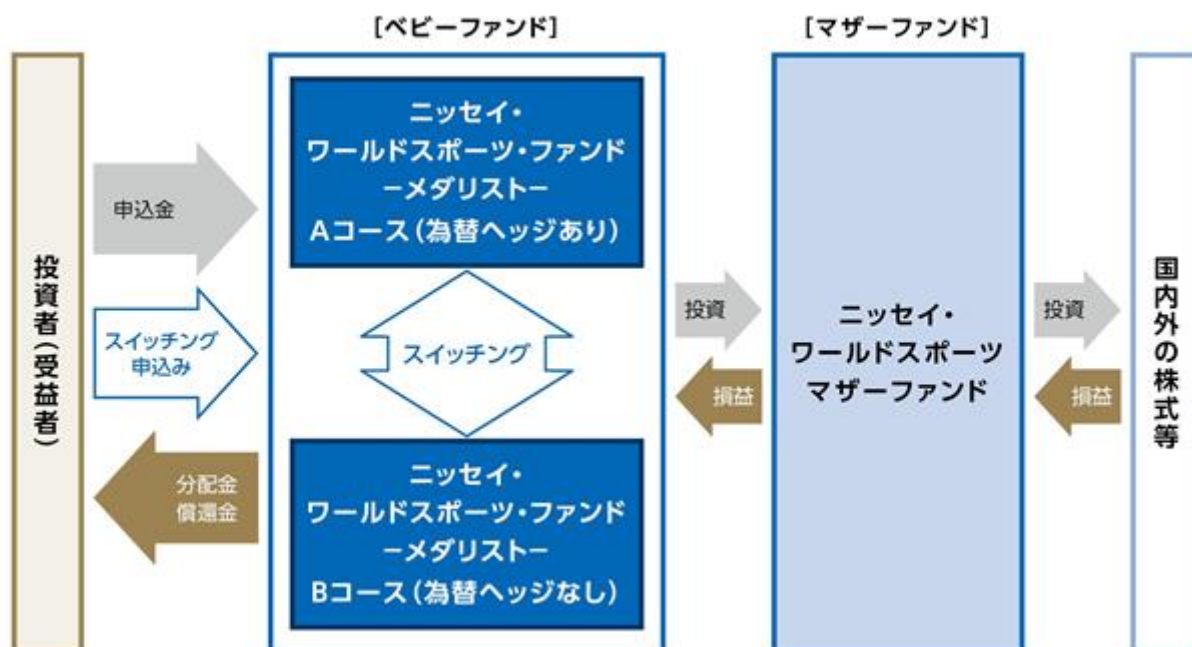 [ベビーファンド]
[マザーファンド]
投資者（受益者）
申込金
スイッチング
申込み
分配金
償還金
ニッセイ・
ワールドスポーツ・ファンド
－メダリスト－
Aコース（為替ヘッジあり）
スイッチング
ニッセイ・
ワールドスポーツ・ファンド
－メダリスト－
Bコース（為替ヘッジなし）
投資
損益
ニッセイ・
ワールドスポーツ
マザーファンド
投資
損益
国内外の株式等